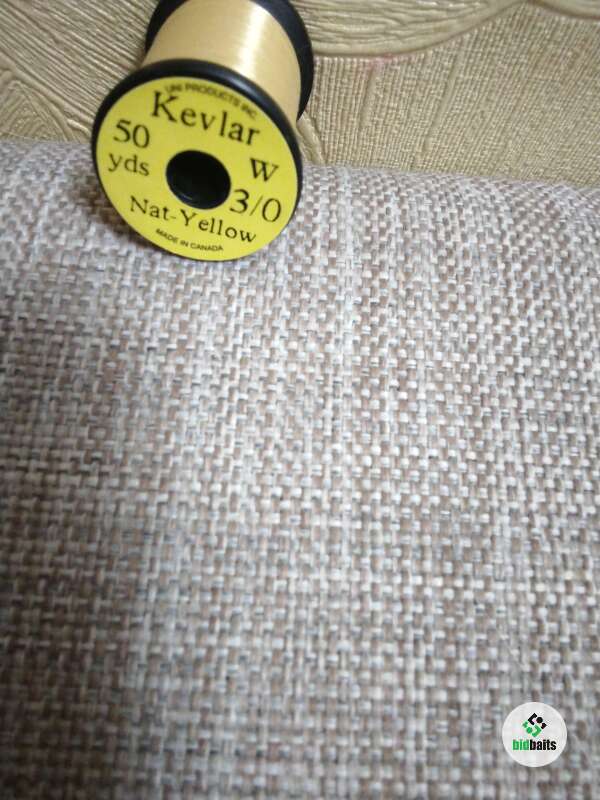 UNI PRODUCTS INC.
Kevlar
50
yds
W
3/0
Nat-Yellow
MADE IN CANADA
bidbaits